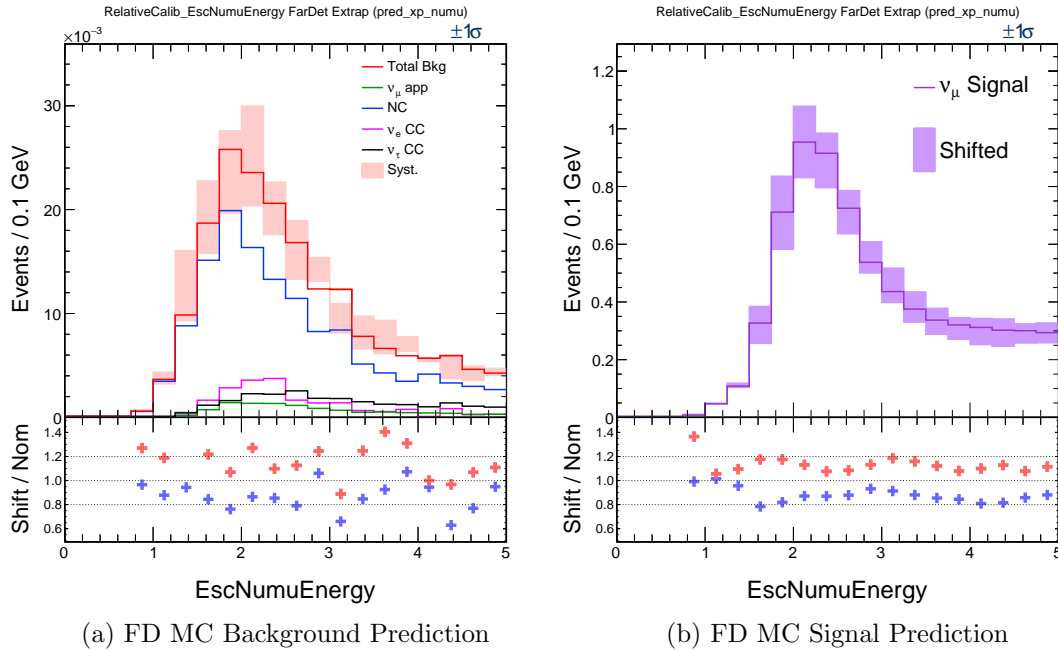 RelativeCalib_EscNumuEnergy FarDet Extrap (pred_xp_numu)
±1σ
×10⁻³
30
20
10
0
Events / 0.1 GeV
Total Bkg
νμ app
NC
νe CC
ντ CC
Syst.
1.4
1.2
1.0
0.8
0.6
Shift / Nom
0 1 2 3 4 5
EscNumuEnergy
(a) FD MC Background Prediction
RelativeCalib_EscNumuEnergy FarDet Extrap (pred_xp_numu)
±1σ
1.2
1
0.8
0.6
0.4
0.2
0
Events / 0.1 GeV
νμ Signal
Shifted
1.4
1.2
1.0
0.8
0.6
Shift / Nom
0 1 2 3 4 5
EscNumuEnergy
(b) FD MC Signal Prediction